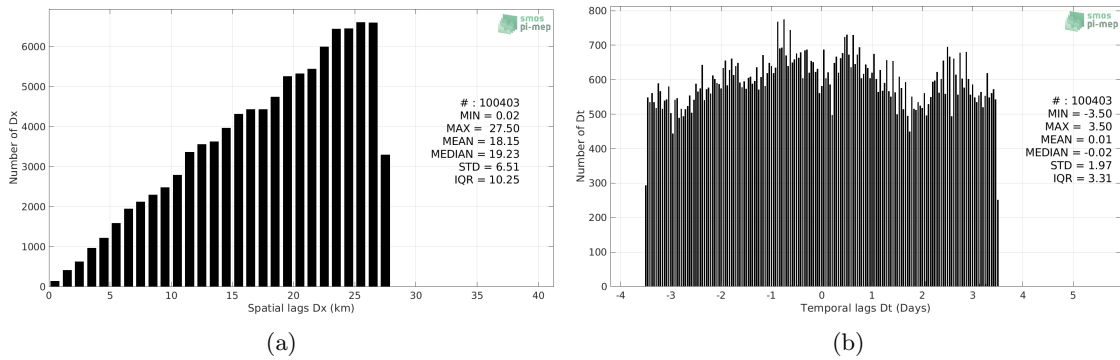 smos
pi-mep
6000
5000
4000
3000
2000
1000
0
Number of Dx
# : 100403
MIN = 0.02
MAX = 27.50
MEAN = 18.15
MEDIAN = 19.23
STD = 6.51
IQR = 10.25
0 5 10 15 20 25 30 35 40
Spatial lags Dx (km)
(a)
smos
pi-mep
800
700
600
500
400
300
200
100
0
Number of Dt
# : 100403
MIN = -3.50
MAX = 3.50
MEAN = 0.01
MEDIAN = -0.02
STD = 1.97
IQR = 3.31
-4 -3 -2 -1 0 1 2 3 4 5
Temporal lags Dt (Days)
(b)